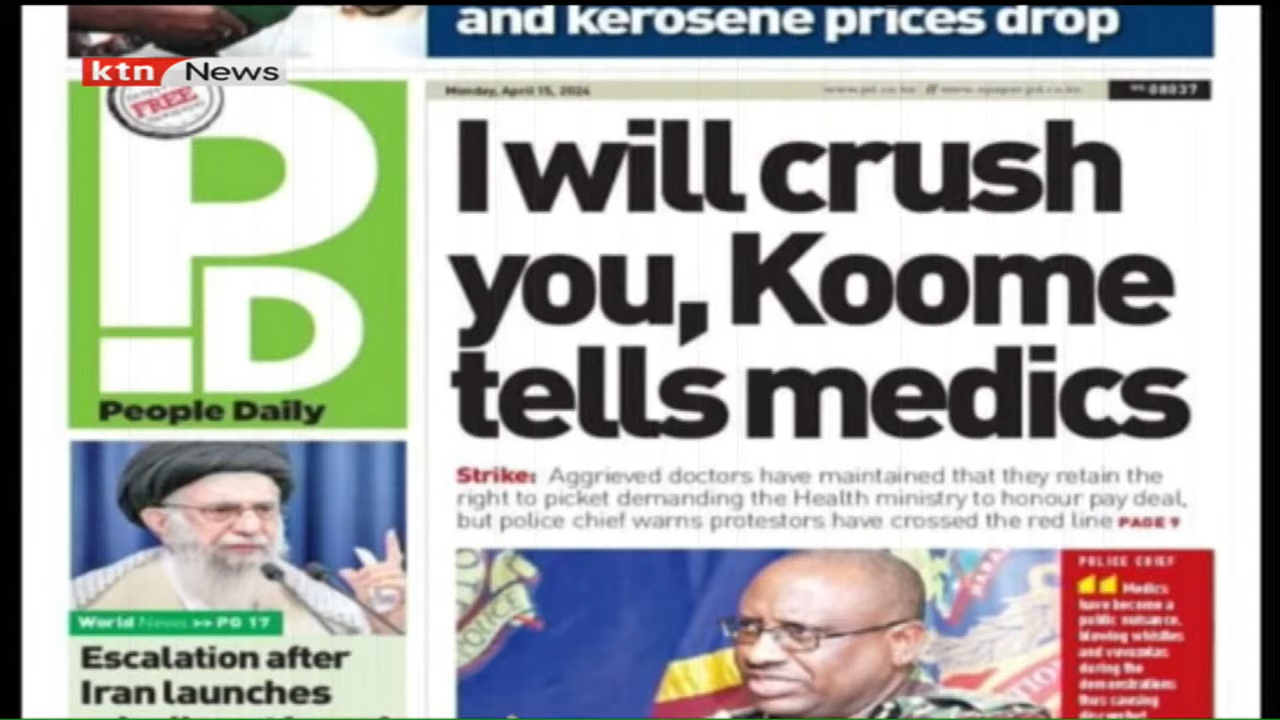 and kerosene prices drop
ktn News
FREE
Monday, April 15, 2024
08037
PD
People Daily
I will crush
you, Koome
tells medics
Strike: Aggrieved doctors have maintained that they retain the
right to picket demanding the Health ministry to honour pay deal,
but police chief warns protestors have crossed the red line PAGE 9
World News >> PG 17
Escalation after
Iran launches
POLICE
POLICE CHIEF
Medics
have become a
public nuisance,
blowing whistles
and vuvuzelas
during the
demonstrations
thus causing